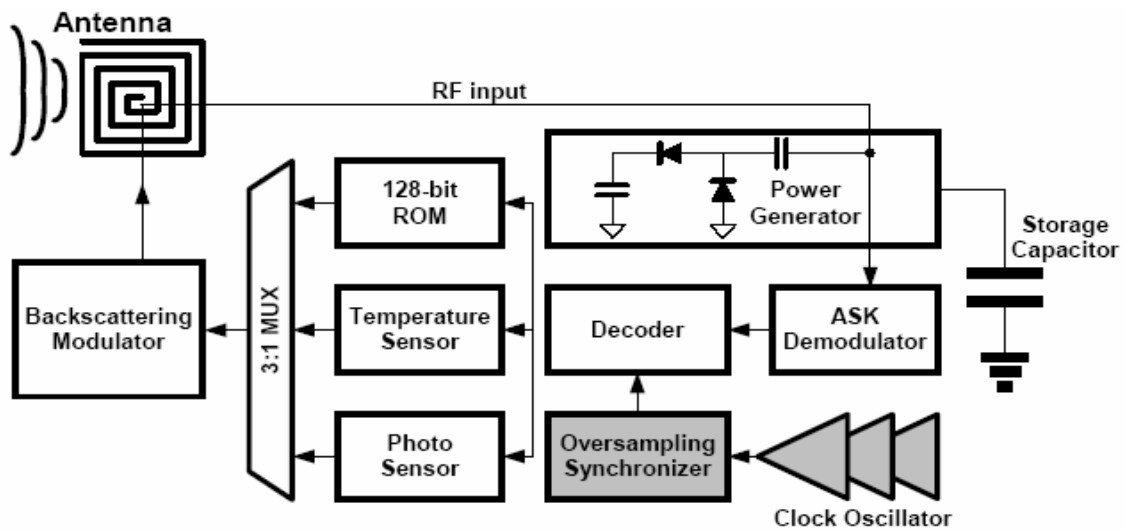 Antenna
RF input
128-bit
ROM
Power
Generator
Storage
Capacitor
Backscattering
Modulator
3:1 MUX
Temperature
Sensor
Decoder
ASK
Demodulator
Photo
Sensor
Oversampling
Synchronizer
Clock Oscillator